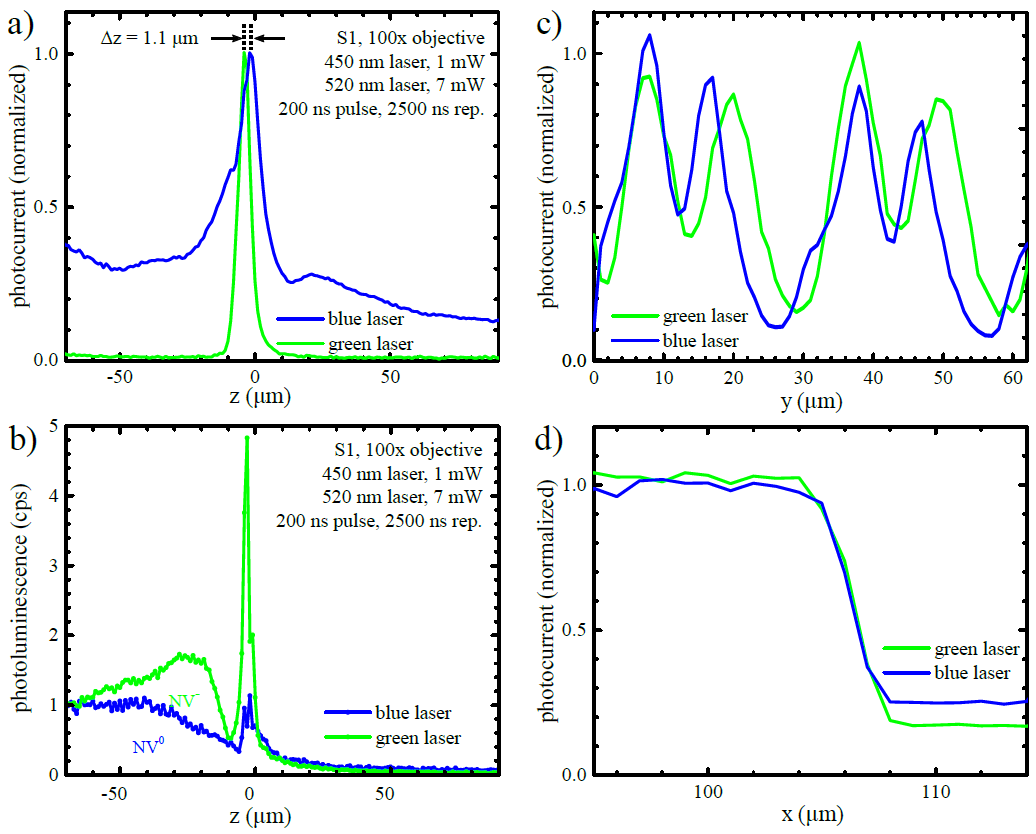 a)
Δz = 1.1 μm
S1, 100x objective
450 nm laser, 1 mW
520 nm laser, 7 mW
200 ns pulse, 2500 ns rep.
photocurrent (normalized)
1.0
0.5
0.0
blue laser
green laser
-50
0
50
z (μm)
b)
S1, 100x objective
450 nm laser, 1 mW
520 nm laser, 7 mW
200 ns pulse, 2500 ns rep.
photoluminescence (cps)
5
4
3
2
1
0
NV-
NV0
blue laser
green laser
-50
0
50
z (μm)
c)
photocurrent (normalized)
1.0
0.5
0.0
green laser
blue laser
0
10
20
30
40
50
60
y (μm)
d)
photocurrent (normalized)
1.0
0.5
0.0
green laser
blue laser
100
110
x (μm)